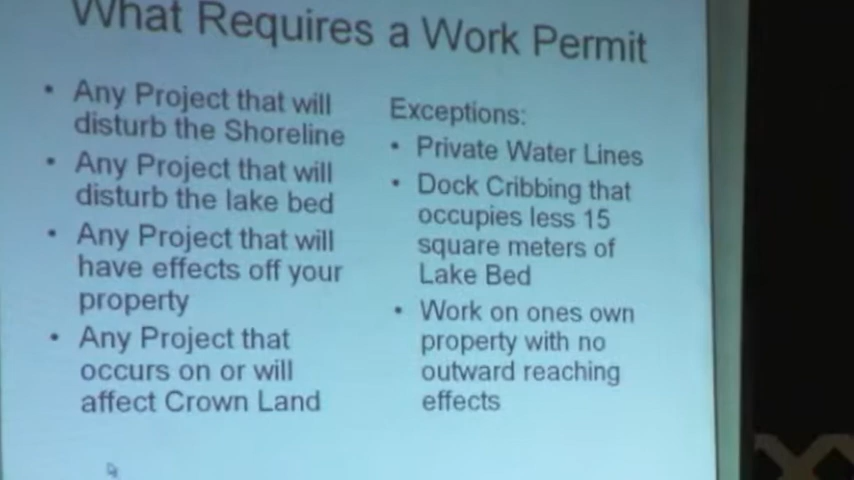 What Requires a Work Permit
• Any Project that will
disturb the Shoreline
• Any Project that will
disturb the lake bed
• Any Project that will
have effects off your
property
• Any Project that
occurs on or will
affect Crown Land
Exceptions:
• Private Water Lines
• Dock Cribbing that
occupies less 15
square meters of
Lake Bed
• Work on ones own
property with no
outward reaching
effects